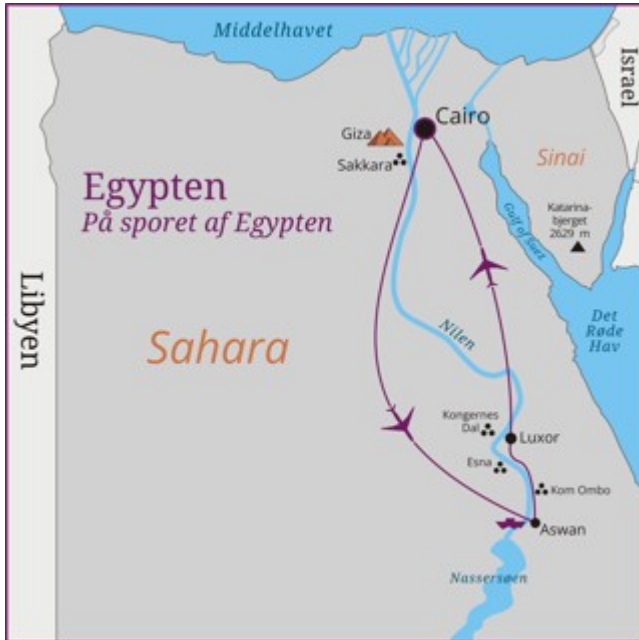 Middelhavet
Israel
Cairo
Giza
Sakkara
Sinai
Egypten
På sporet af Egypten
Katarina-
bjerget
2629 m
Gulf of Suez
Libyen
Sahara
Nilen
Det
Røde
Hav
Kongernes
Dal
Luxor
Esna
Kom Ombo
Aswan
Nassersøen